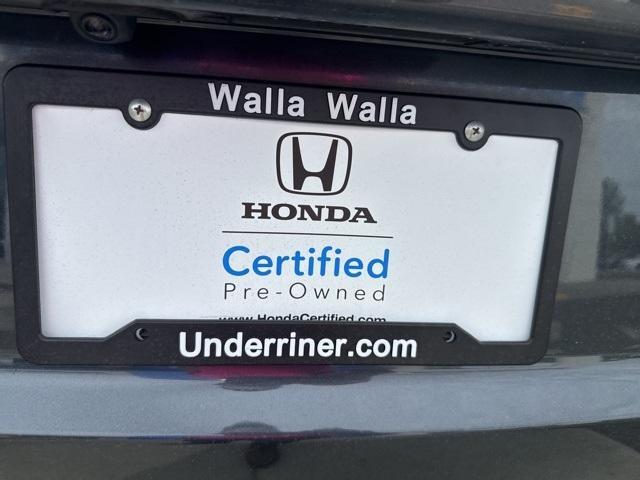 Walla Walla
HONDA
Certified
Pre-Owned
www.HondaCertified.com
Underriner.com